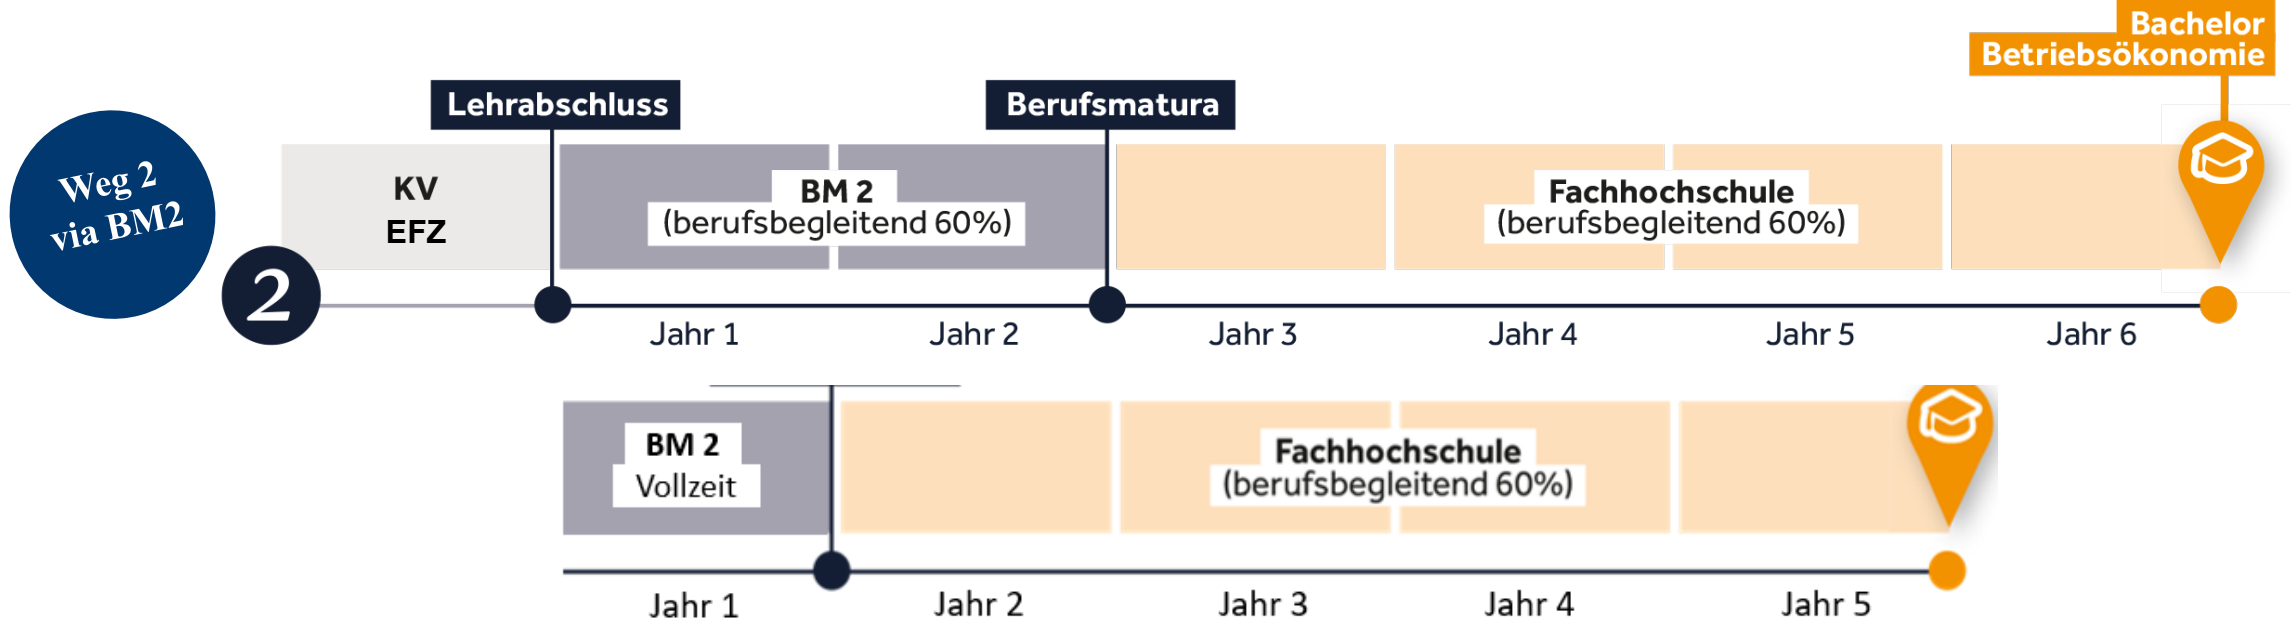 Bachelor
Betriebsökonomie
Lehrabschluss
Berufsmatura
Weg 2
via BM2
KV
EFZ
BM 2
(berufsbegleitend 60%)
Fachhochschule
(berufsbegleitend 60%)
2
Jahr 1
Jahr 2
Jahr 3
Jahr 4
Jahr 5
Jahr 6
BM 2
Vollzeit
Fachhochschule
(berufsbegleitend 60%)
Jahr 1
Jahr 2
Jahr 3
Jahr 4
Jahr 5